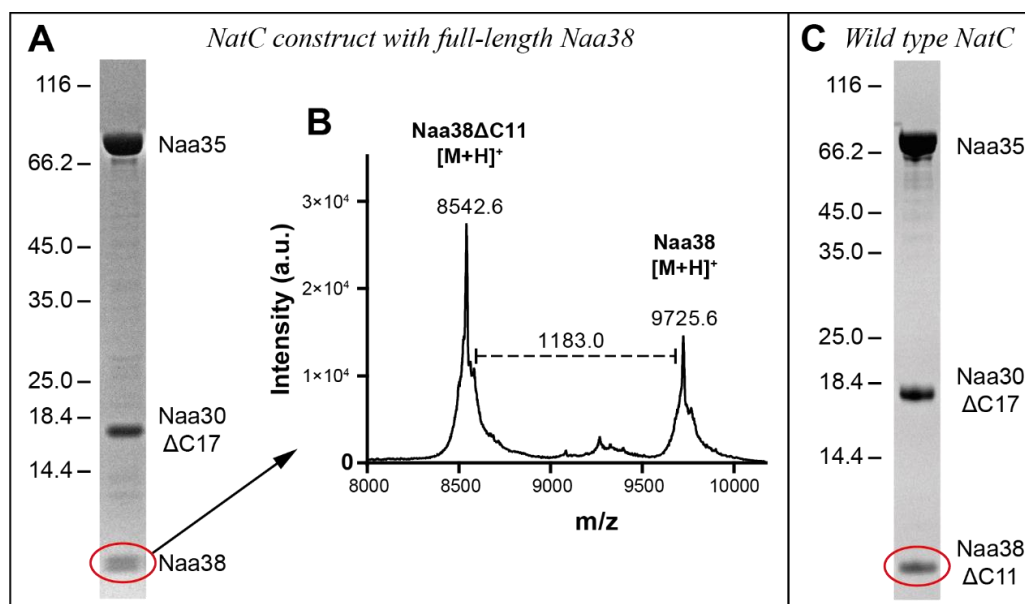 A
NatC construct with full-length Naa38
116
66.2
45.0
35.0
25.0
18.4
14.4
Naa35
Naa30
ΔC17
Naa38
B
Naa38ΔC11
[M+H]⁺
8542.6
Naa38
[M+H]⁺
9725.6
1183.0
Intensity (a.u.)
3×10⁴
2×10⁴
1×10⁴
0
8000 8500 9000 9500 10000
m/z
C
Wild type NatC
116
66.2
45.0
35.0
25.0
18.4
14.4
Naa35
Naa30
ΔC17
Naa38
ΔC11